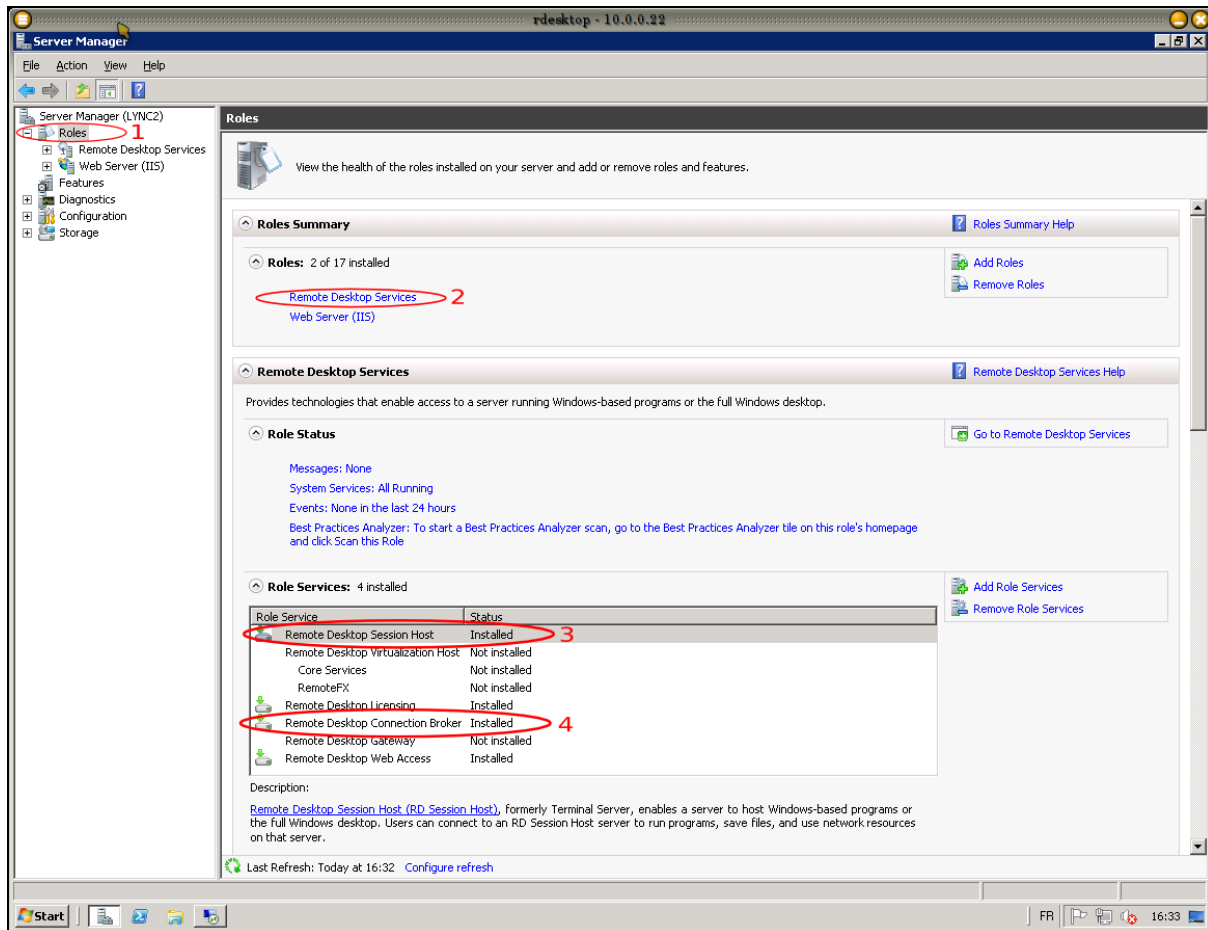 rdesktop - 10.0.0.22
Server Manager
File Action View Help
Server Manager (LYNC2)
Roles 1
Remote Desktop Services
Web Server (IIS)
Features
Diagnostics
Configuration
Storage
Roles
View the health of the roles installed on your server and add or remove roles and features.
Roles Summary
Roles Summary Help
Roles: 2 of 17 installed
Add Roles
Remove Roles
Remote Desktop Services 2
Web Server (IIS)
Remote Desktop Services
Remote Desktop Services Help
Provides technologies that enable access to a server running Windows-based programs or the full Windows desktop.
Role Status
Go to Remote Desktop Services
Messages: None
System Services: All Running
Events: None in the last 24 hours
Best Practices Analyzer: To start a Best Practices Analyzer scan, go to the Best Practices Analyzer tile on this role's homepage
and click Scan this Role
Role Services: 4 installed
Add Role Services
Remove Role Services
Role Service Status
Remote Desktop Session Host Installed 3
Remote Desktop Virtualization Host Not installed
Core Services Not installed
RemoteFX Not installed
Remote Desktop Licensing Installed
Remote Desktop Connection Broker Installed 4
Remote Desktop Gateway Not installed
Remote Desktop Web Access Installed
Description:
Remote Desktop Session Host (RD Session Host), formerly Terminal Server, enables a server to host Windows-based programs or
the full Windows desktop. Users can connect to an RD Session Host server to run programs, save files, and use network resources
on that server.
Last Refresh: Today at 16:32 Configure refresh
Start
FR
16:33